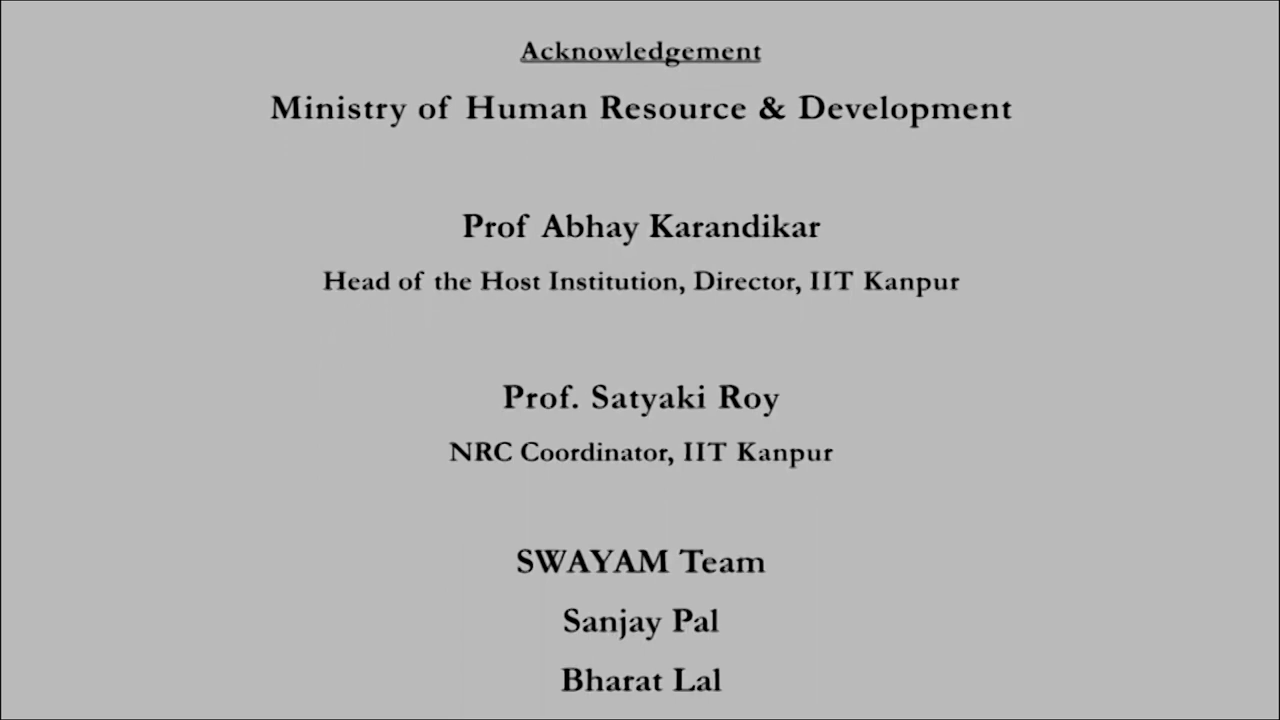 Acknowledgement
Ministry of Human Resource & Development
Prof Abhay Karandikar
Head of the Host Institution, Director, IIT Kanpur
Prof. Satyaki Roy
NRC Coordinator, IIT Kanpur
SWAYAM Team
Sanjay Pal
Bharat Lal